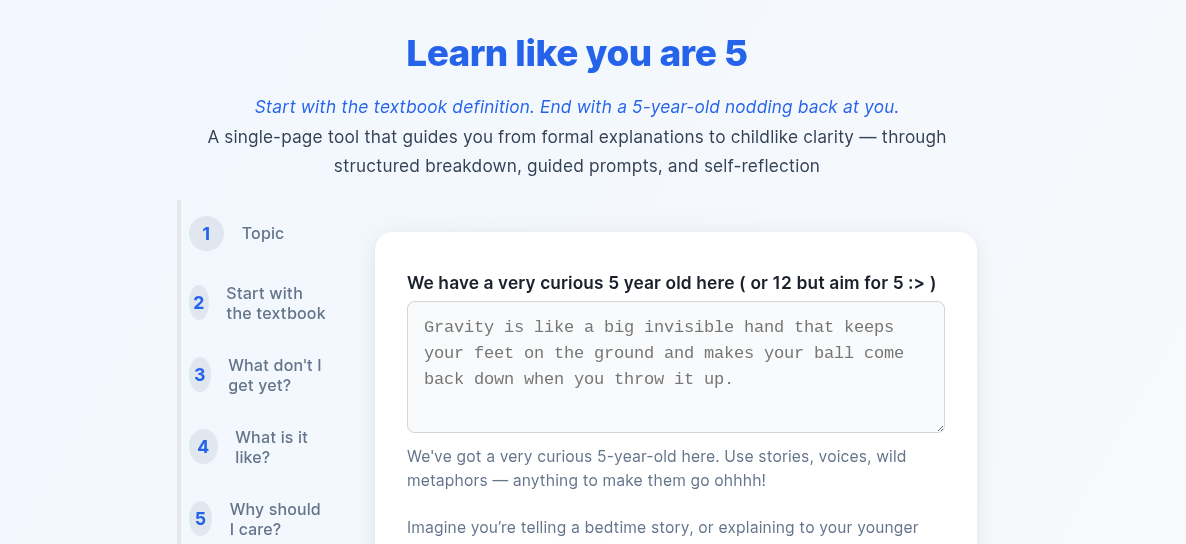 Learn like you are 5
Start with the textbook definition. End with a 5-year-old nodding back at you.
A single-page tool that guides you from formal explanations to childlike clarity — through
structured breakdown, guided prompts, and self-reflection
1 Topic
2 Start with
the textbook
3 What don't I
get yet?
4 What is it
like?
5 Why should
I care?
We have a very curious 5 year old here ( or 12 but aim for 5 :> )
Gravity is like a big invisible hand that keeps
your feet on the ground and makes your ball come
back down when you throw it up.
We've got a very curious 5-year-old here. Use stories, voices, wild
metaphors — anything to make them go ohhhh!
Imagine you’re telling a bedtime story, or explaining to your younger